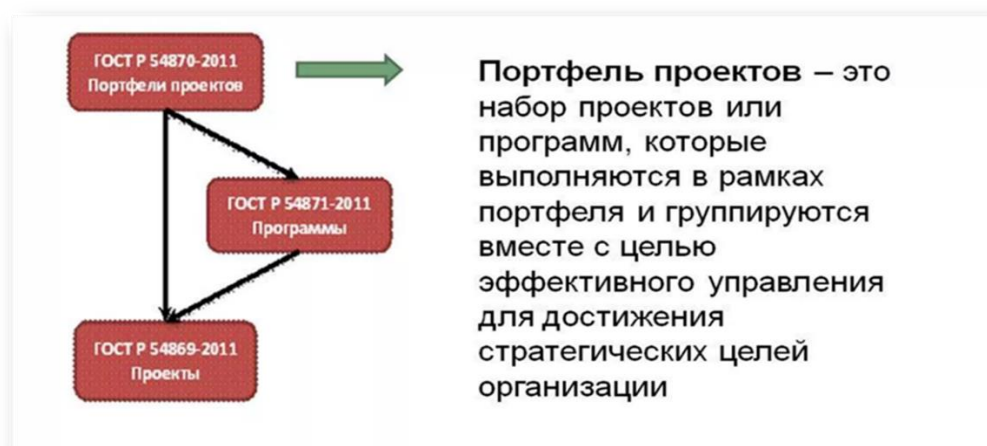 ГОСТ Р 54870-2011
Портфели проектов
ГОСТ Р 54871-2011
Программы
ГОСТ Р 54869-2011
Проекты
Портфель проектов – это
набор проектов или
программ, которые
выполняются в рамках
портфеля и группируются
вместе с целью
эффективного управления
для достижения
стратегических целей
организации